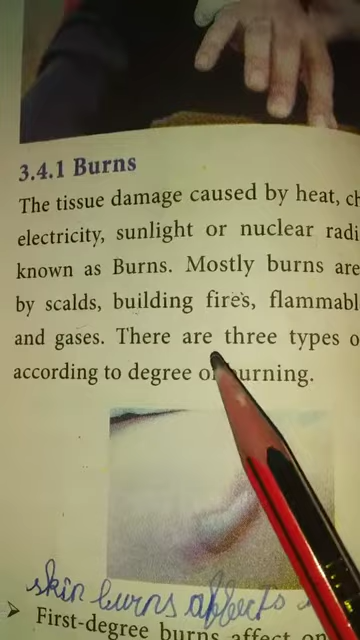 3.4.1 Burns
The tissue damage caused by heat,
electricity, sunlight or nuclear
known as Burns. Mostly burns are
by scalds, building fires,
and gases. There are three types
according to degree of burning.
skin burns affects
➤ First-degree burns affect